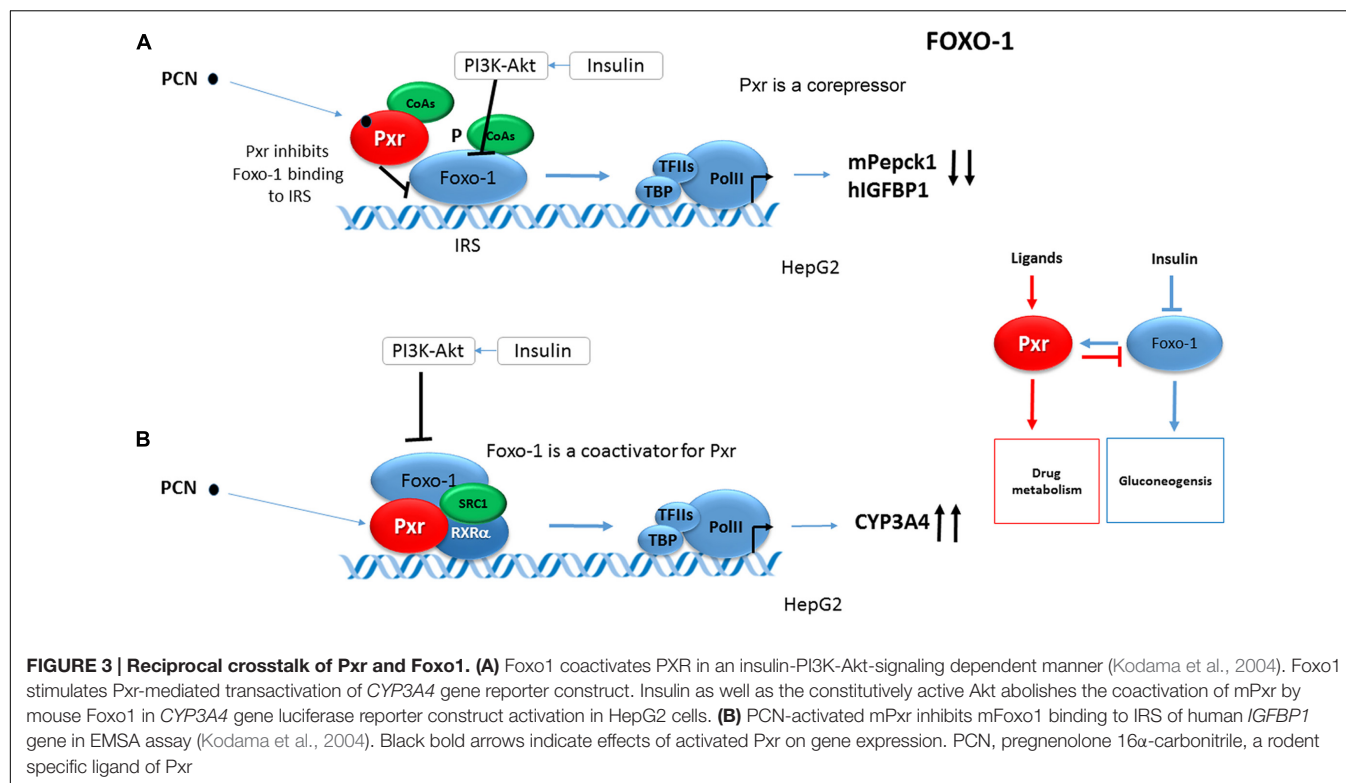 A
FOXO-1
PCN
PI3K-Akt
Insulin
Pxr is a corepressor
CoAs
Pxr
P
CoAs
Pxr inhibits
Foxo-1 binding
to IRS
Foxo-1
TFIIs
TBP
PolII
mPepck1
hIGFBP1
IRS
HepG2
Ligands
Insulin
Pxr
Foxo-1
Drug
metabolism
Gluconeogensis
PI3K-Akt
Insulin
B
Foxo-1 is a coactivator for Pxr
PCN
Foxo-1
SRC1
Pxr
RXRα
TFIIs
TBP
PolII
CYP3A4
HepG2
FIGURE 3 | Reciprocal crosstalk of Pxr and Foxo1. (A) Foxo1 coactivates PXR in an insulin-PI3K-Akt-signaling dependent manner (Kodama et al., 2004). Foxo1
stimulates Pxr-mediated transactivation of CYP3A4 gene reporter construct. Insulin as well as the constitutively active Akt abolishes the coactivation of mPxr by
mouse Foxo1 in CYP3A4 gene luciferase reporter construct activation in HepG2 cells. (B) PCN-activated mPxr inhibits mFoxo1 binding to IRS of human IGFBP1
gene in EMSA assay (Kodama et al., 2004). Black bold arrows indicate effects of activated Pxr on gene expression. PCN, pregnenolone 16α-carbonitrile, a rodent
specific ligand of Pxr